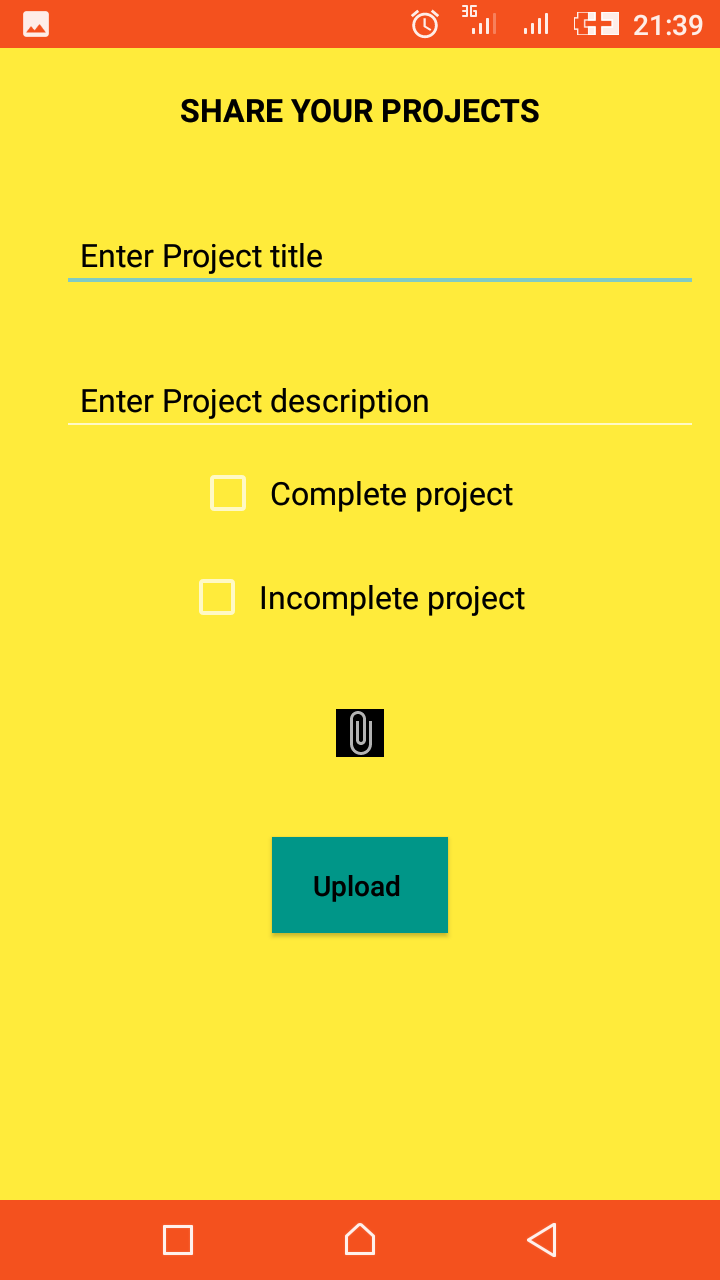 3G
21:39
SHARE YOUR PROJECTS
Enter Project title
Enter Project description
Complete project
Incomplete project
Upload